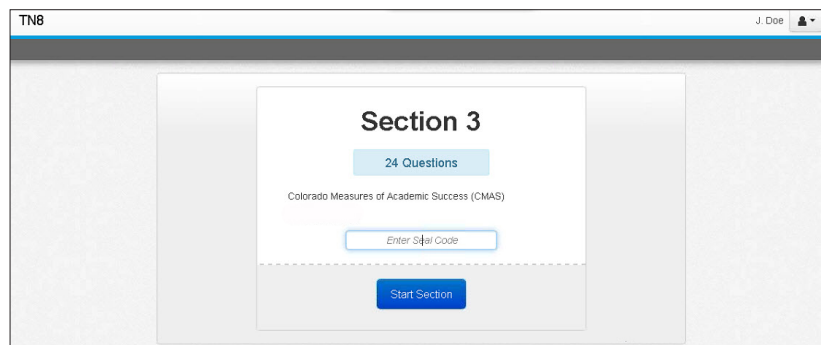 TN8
J. Doe
Section 3
24 Questions
Colorado Measures of Academic Success (CMAS)
Enter Seal Code
Start Section